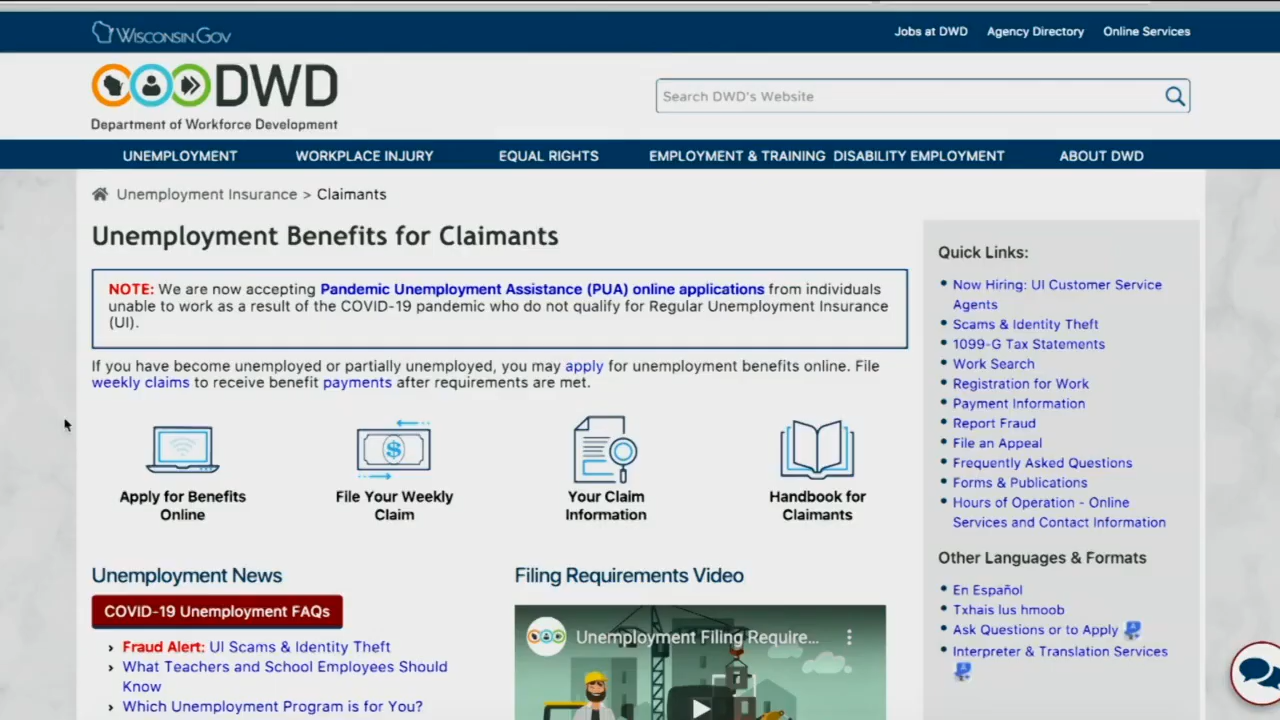 WISCONSIN.GOV
Jobs at DWD Agency Directory Online Services
DWD
Department of Workforce Development
Search DWD's Website
UNEMPLOYMENT WORKPLACE INJURY EQUAL RIGHTS EMPLOYMENT & TRAINING DISABILITY EMPLOYMENT ABOUT DWD
Unemployment Insurance > Claimants
Unemployment Benefits for Claimants
NOTE: We are now accepting Pandemic Unemployment Assistance (PUA) online applications from individuals
unable to work as a result of the COVID-19 pandemic who do not qualify for Regular Unemployment Insurance
(UI).
If you have become unemployed or partially unemployed, you may apply for unemployment benefits online. File
weekly claims to receive benefit payments after requirements are met.
Apply for Benefits
Online
File Your Weekly
Claim
Your Claim
Information
Handbook for
Claimants
Unemployment News
COVID-19 Unemployment FAQs
Fraud Alert: UI Scams & Identity Theft
What Teachers and School Employees Should
Know
Which Unemployment Program is for You?
Filing Requirements Video
Unemployment Filing Require...
Quick Links:
Now Hiring: UI Customer Service
Agents
Scams & Identity Theft
1099-G Tax Statements
Work Search
Registration for Work
Payment Information
Report Fraud
File an Appeal
Frequently Asked Questions
Forms & Publications
Hours of Operation - Online
Services and Contact Information
Other Languages & Formats
En Español
Txhais lus hmoob
Ask Questions or to Apply
Interpreter & Translation Services